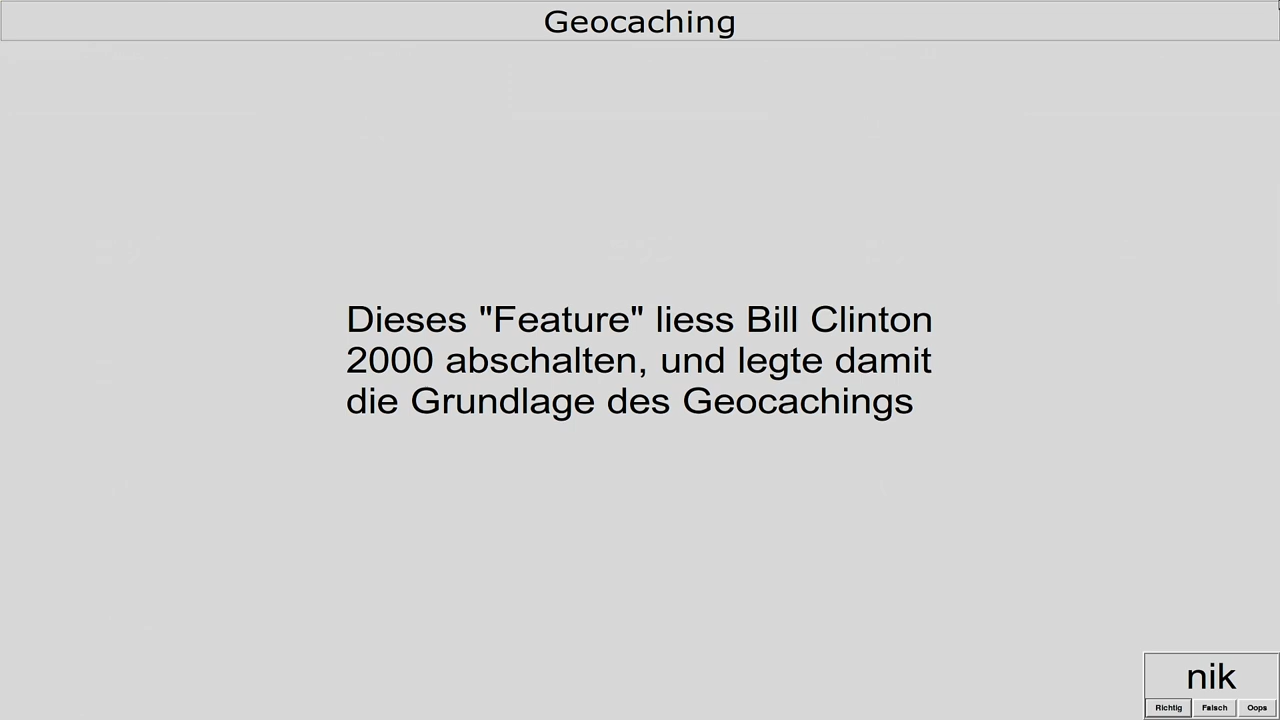 Geocaching
Dieses "Feature" liess Bill Clinton
2000 abschalten, und legte damit
die Grundlage des Geocachings
nik
Richtig Falsch Oops